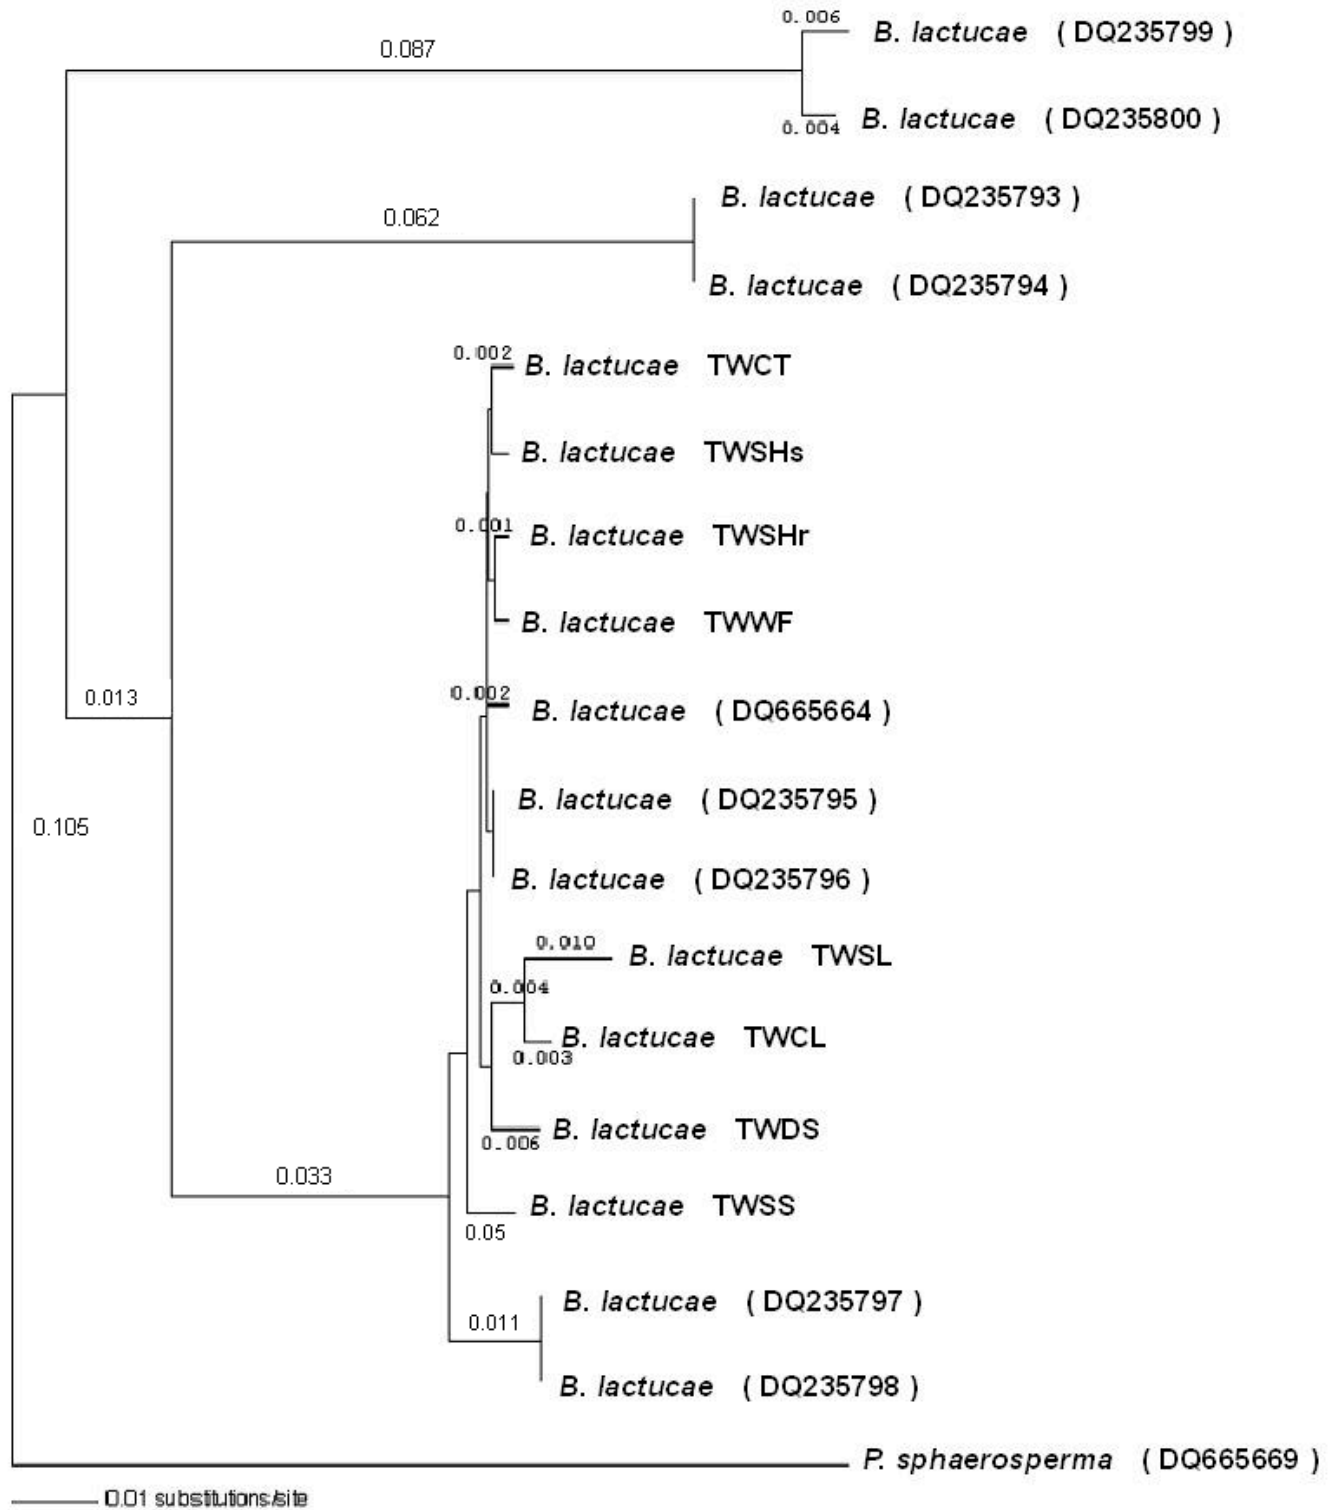 0.006
B. lactucae ( DQ235799 )
0.087
B. lactucae ( DQ235800 )
0.004
B. lactucae ( DQ235793 )
0.062
B. lactucae ( DQ235794 )
0.002
B. lactucae TWCT
B. lactucae TWSHs
0.001
B. lactucae TWSHr
B. lactucae TWWF
0.002
B. lactucae ( DQ665664 )
0.013
B. lactucae ( DQ235795 )
0.105
B. lactucae ( DQ235796 )
0.010
B. lactucae TWSL
0.004
B. lactucae TWCL
0.003
B. lactucae TWDS
0.006
0.033
B. lactucae TWSS
0.05
B. lactucae ( DQ235797 )
0.011
B. lactucae ( DQ235798 )
P. sphaerosperma ( DQ665669 )
0.01 substitutions/site